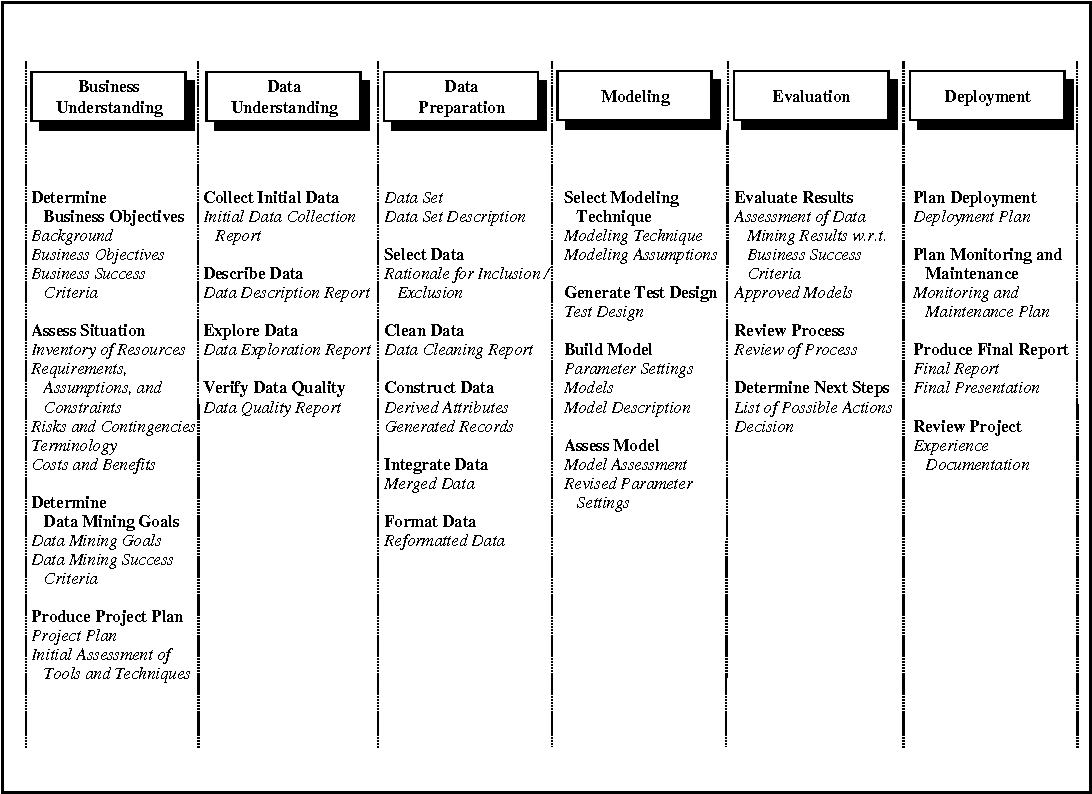 Business
Understanding
Data
Understanding
Data
Preparation
Modeling
Evaluation
Deployment
Determine
Business Objectives
Background
Business Objectives
Business Success
Criteria
Assess Situation
Inventory of Resources
Requirements,
Assumptions, and
Constraints
Risks and Contingencies
Terminology
Costs and Benefits
Determine
Data Mining Goals
Data Mining Goals
Data Mining Success
Criteria
Produce Project Plan
Project Plan
Initial Assessment of
Tools and Techniques
Collect Initial Data
Initial Data Collection
Report
Describe Data
Data Description Report
Explore Data
Data Exploration Report
Verify Data Quality
Data Quality Report
Data Set
Data Set Description
Select Data
Rationale for Inclusion /
Exclusion
Clean Data
Data Cleaning Report
Construct Data
Derived Attributes
Generated Records
Integrate Data
Merged Data
Format Data
Reformatted Data
Select Modeling
Technique
Modeling Technique
Modeling Assumptions
Generate Test Design
Test Design
Build Model
Parameter Settings
Models
Model Description
Assess Model
Model Assessment
Revised Parameter
Settings
Evaluate Results
Assessment of Data
Mining Results w.r.t.
Business Success
Criteria
Approved Models
Review Process
Review of Process
Determine Next Steps
List of Possible Actions
Decision
Plan Deployment
Deployment Plan
Plan Monitoring and
Maintenance
Monitoring and
Maintenance Plan
Produce Final Report
Final Report
Final Presentation
Review Project
Experience
Documentation